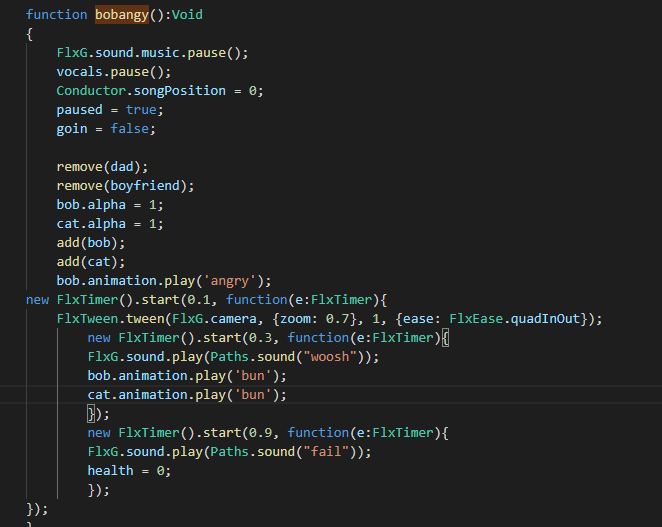 function bobangy():Void
{
FlxG.sound.music.pause();
vocals.pause();
Conductor.songPosition = 0;
paused = true;
goin = false;
remove(dad);
remove(boyfriend);
bob.alpha = 1;
cat.alpha = 1;
add(bob);
add(cat);
bob.animation.play('angry');
new FlxTimer().start(0.1, function(e:FlxTimer){
FlxTween.tween(FlxG.camera, {zoom: 0.7}, 1, {ease: FlxEase.quadInOut});
new FlxTimer().start(0.3, function(e:FlxTimer){
FlxG.sound.play(Paths.sound("woosh"));
bob.animation.play('bun');
cat.animation.play('bun');
});
new FlxTimer().start(0.9, function(e:FlxTimer){
FlxG.sound.play(Paths.sound("fail"));
health = 0;
});
});
}